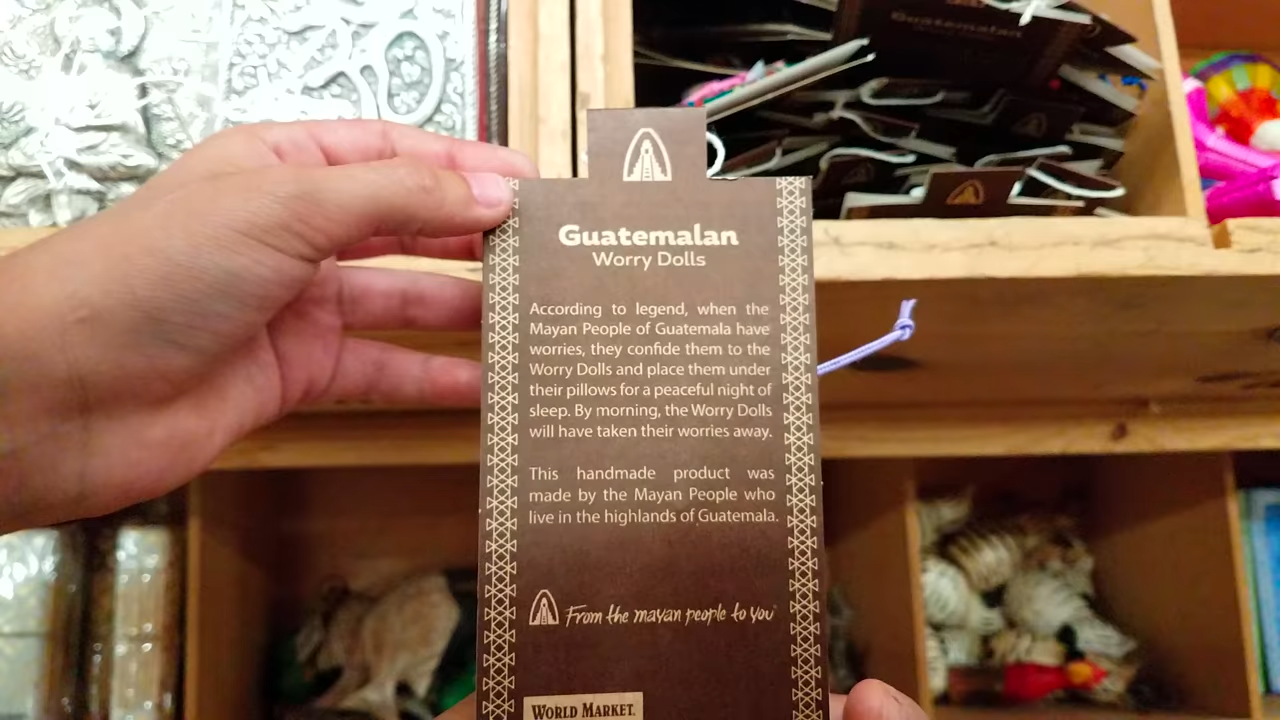 Guatemalan
Guatemalan
Worry Dolls
According to legend, when the
Mayan People of Guatemala have
worries, they confide them to the
Worry Dolls and place them under
their pillows for a peaceful night of
sleep. By morning, the Worry Dolls
will have taken their worries away.
This handmade product was
made by the Mayan People who
live in the highlands of Guatemala.
From the mayan people to you
WORLD MARKET.